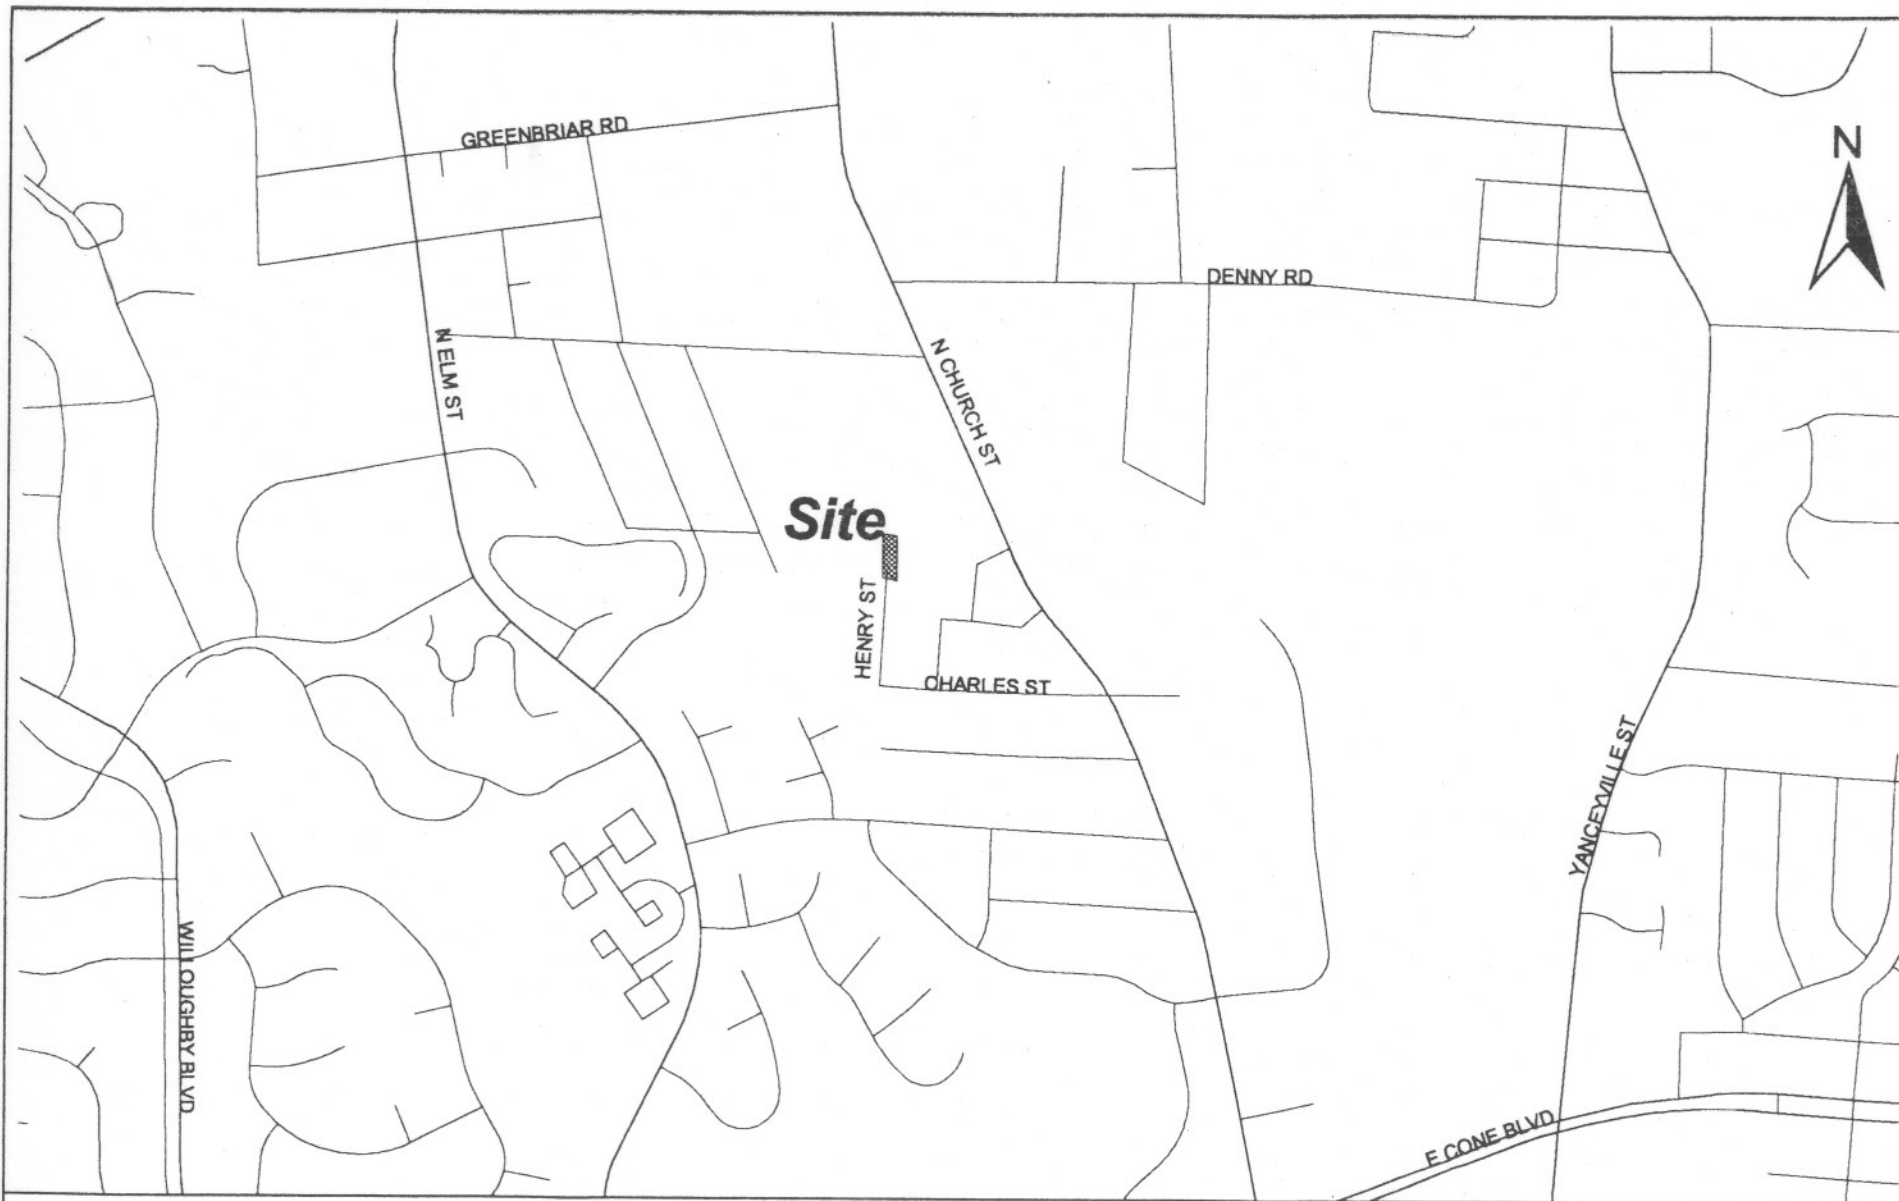 GREENBRIAR RD
N
DENNY RD
N ELM ST
N CHURCH ST
Site
HENRY ST
CHARLES ST
YANCEYVILLE ST
WILLOUGHBY BLVD
E CONE BLVD